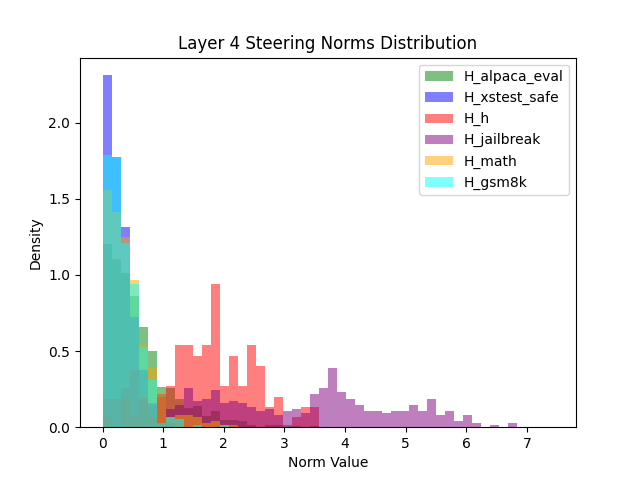 Layer 4 Steering Norms Distribution
H_alpaca_eval
H_xstest_safe
H_h
H_jailbreak
H_math
H_gsm8k
2.0
1.5
1.0
0.5
0.0
Density
0 1 2 3 4 5 6 7
Norm Value